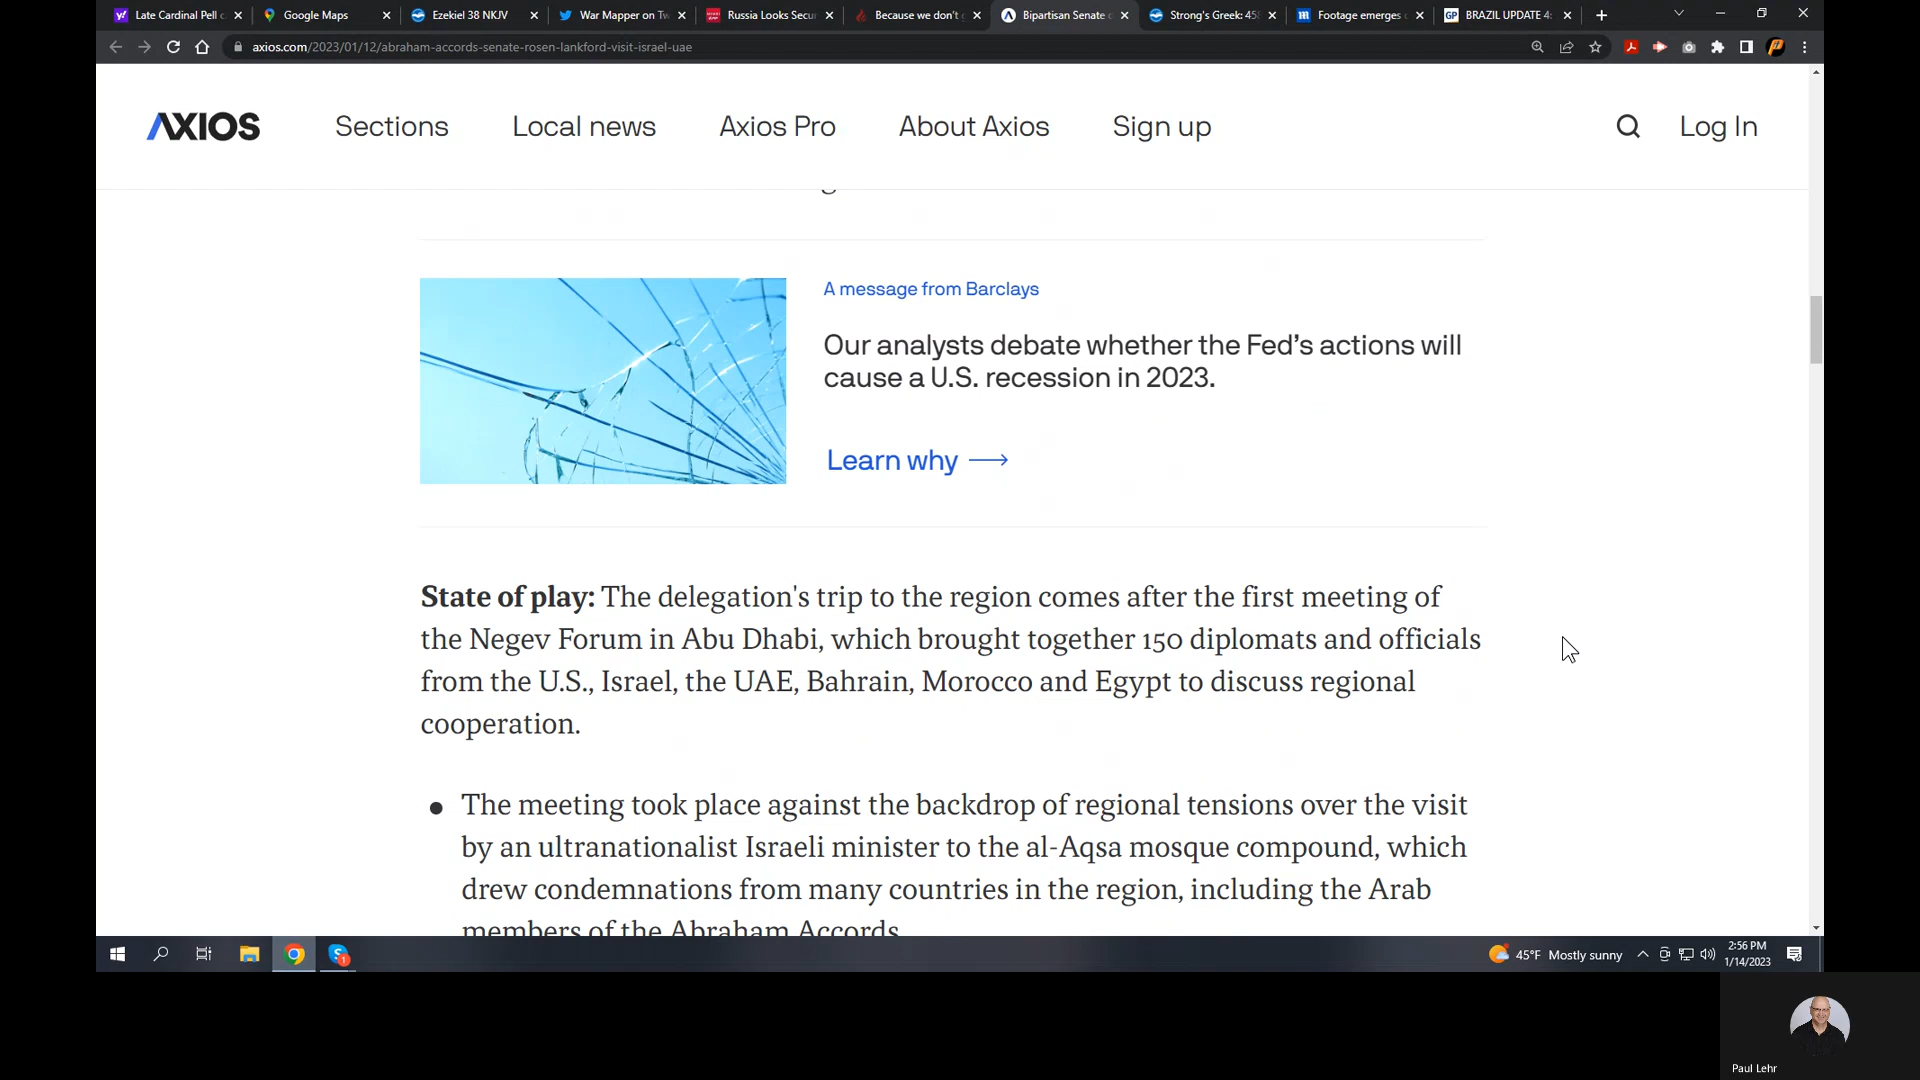 Late Cardinal Pell c
Google Maps
Ezekiel 38 NKJV
War Mapper on Tw
Russia Looks Secur
Because we don't g
Bipartisan Senate d
Strong's Greek: 458
Footage emerges o
BRAZIL UPDATE 4:
axios.com/2023/01/12/abraham-accords-senate-rosen-lankford-visit-israel-uae
AXIOS
Sections
Local news
Axios Pro
About Axios
Sign up
Log In
A message from Barclays
Our analysts debate whether the Fed's actions will
cause a U.S. recession in 2023.
Learn why →
State of play: The delegation's trip to the region comes after the first meeting of
the Negev Forum in Abu Dhabi, which brought together 150 diplomats and officials
from the U.S., Israel, the UAE, Bahrain, Morocco and Egypt to discuss regional
cooperation.
• The meeting took place against the backdrop of regional tensions over the visit
by an ultranationalist Israeli minister to the al-Aqsa mosque compound, which
drew condemnations from many countries in the region, including the Arab
members of the Abraham Accords.
45°F Mostly sunny
2:56 PM
1/14/2023
Paul Lehr